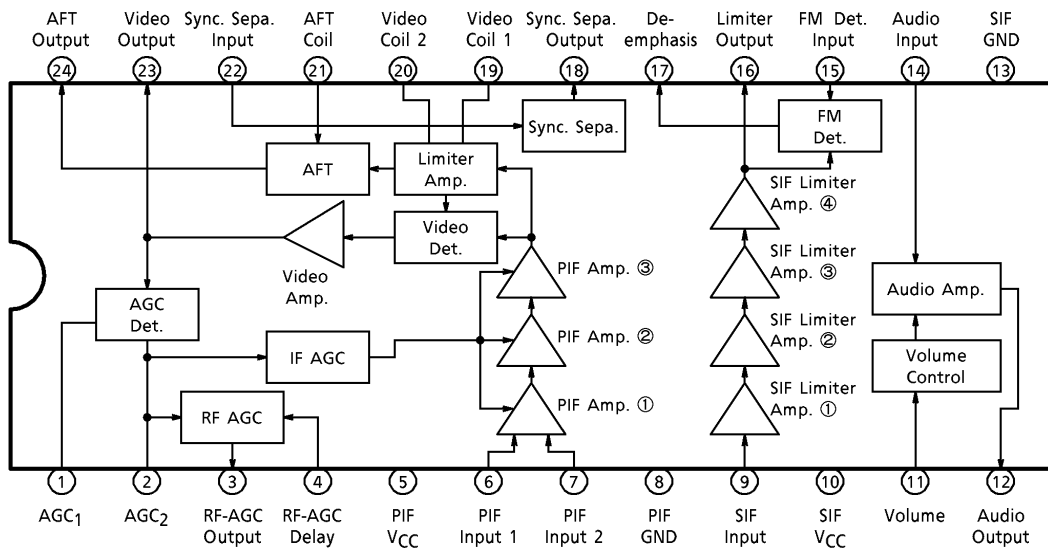 AFT Output
Video Output
Sync. Sepa. Input
AFT Coil
Video Coil 2
Video Coil 1
Sync. Sepa. Output
De- emphasis
Limiter Output
FM Det. Input
Audio Input
SIF GND
24
23
22
21
20
19
18
17
16
15
14
13
Sync. Sepa.
FM Det.
AFT
Limiter Amp.
SIF Limiter Amp. ④
Video Det.
Video Amp.
PIF Amp. ③
SIF Limiter Amp. ③
Audio Amp.
AGC Det.
IF AGC
PIF Amp. ②
SIF Limiter Amp. ②
Volume Control
RF AGC
PIF Amp. ①
SIF Limiter Amp. ①
1
2
3
4
5
6
7
8
9
10
11
12
AGC1
AGC2
RF-AGC Output
RF-AGC Delay
PIF VCC
PIF Input 1
PIF Input 2
PIF GND
SIF Input
SIF VCC
Volume
Audio Output